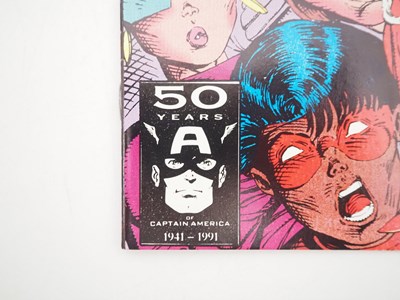 50
YEARS
A
OF
CAPTAIN AMERICA
1941 - 1991